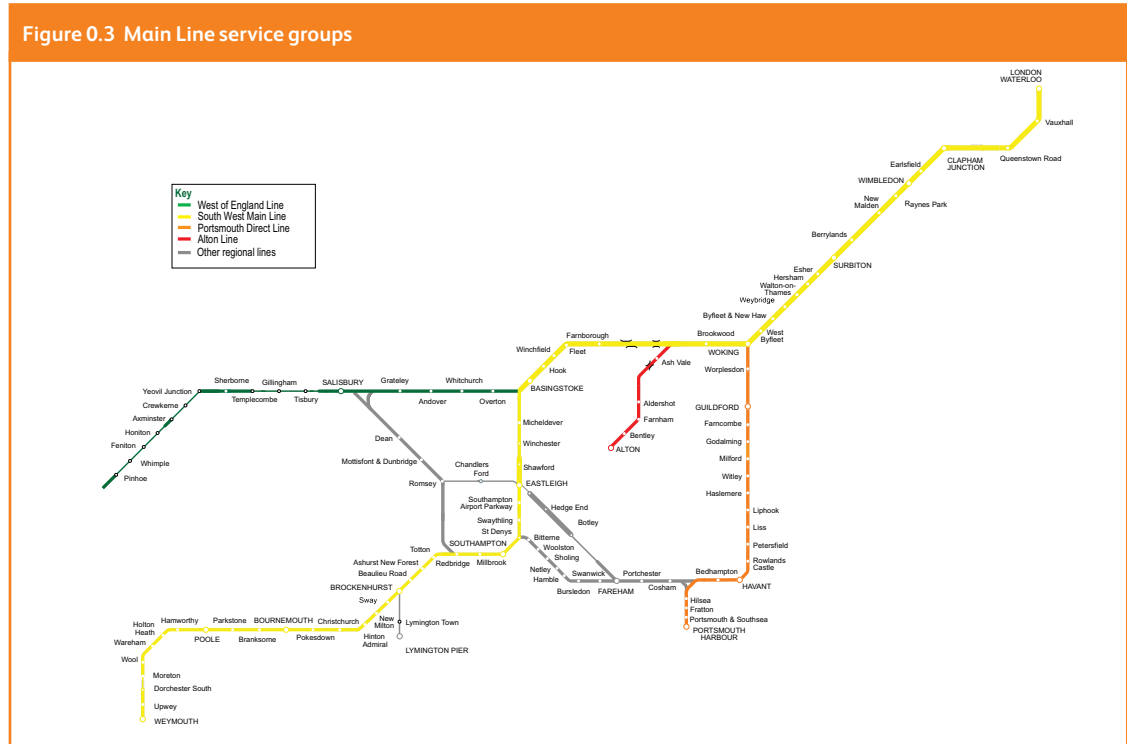 Figure 0.3 Main Line service groups
LONDON
WATERLOO
Vauxhall
Queenstown Road
CLAPHAM
JUNCTION
Earlsfield
WIMBLEDON
Raynes Park
New
Malden
Berrylands
SURBITON
Esher
Hersham
Walton-on-
Thames
Weybridge
Byfleet & New Haw
West
Byfleet
Key
West of England Line
South West Main Line
Portsmouth Direct Line
Alton Line
Other regional lines
Brookwood
WOKING
Farnborough
Fleet
Winchfield
Hook
BASINGSTOKE
Ash Vale
Aldershot
Farnham
Bentley
ALTON
Worplesdon
GUILDFORD
Farncombe
Godalming
Milford
Witley
Haslemere
Liphook
Liss
Petersfield
Rowlands
Castle
HAVANT
Bedhampton
Hilsea
Fratton
Portsmouth & Southsea
PORTSMOUTH
HARBOUR
Overton
Whitchurch
Andover
Grateley
SALISBURY
Tisbury
Gillingham
Templecombe
Sherborne
Yeovil Junction
Crewkerne
Axminster
Honiton
Feniton
Whimple
Pinhoe
Dean
Mottisfont & Dunbridge
Romsey
Chandlers
Ford
Micheldever
Winchester
Shawford
EASTLEIGH
Southampton
Airport Parkway
Swaythling
St Denys
SOUTHAMPTON
Hedge End
Botley
Bitterne
Woolston
Sholing
Netley
Hamble
Bursledon
Swanwick
FAREHAM
Portchester
Cosham
Millbrook
Redbridge
Totton
Ashurst New Forest
Beaulieu Road
BROCKENHURST
Lymington Town
LYMINGTON PIER
Sway
New
Milton
Hinton
Admiral
Christchurch
Pokesdown
BOURNEMOUTH
Branksome
Parkstone
POOLE
Hamworthy
Holton
Heath
Wareham
Wool
Moreton
Dorchester South
Upwey
WEYMOUTH